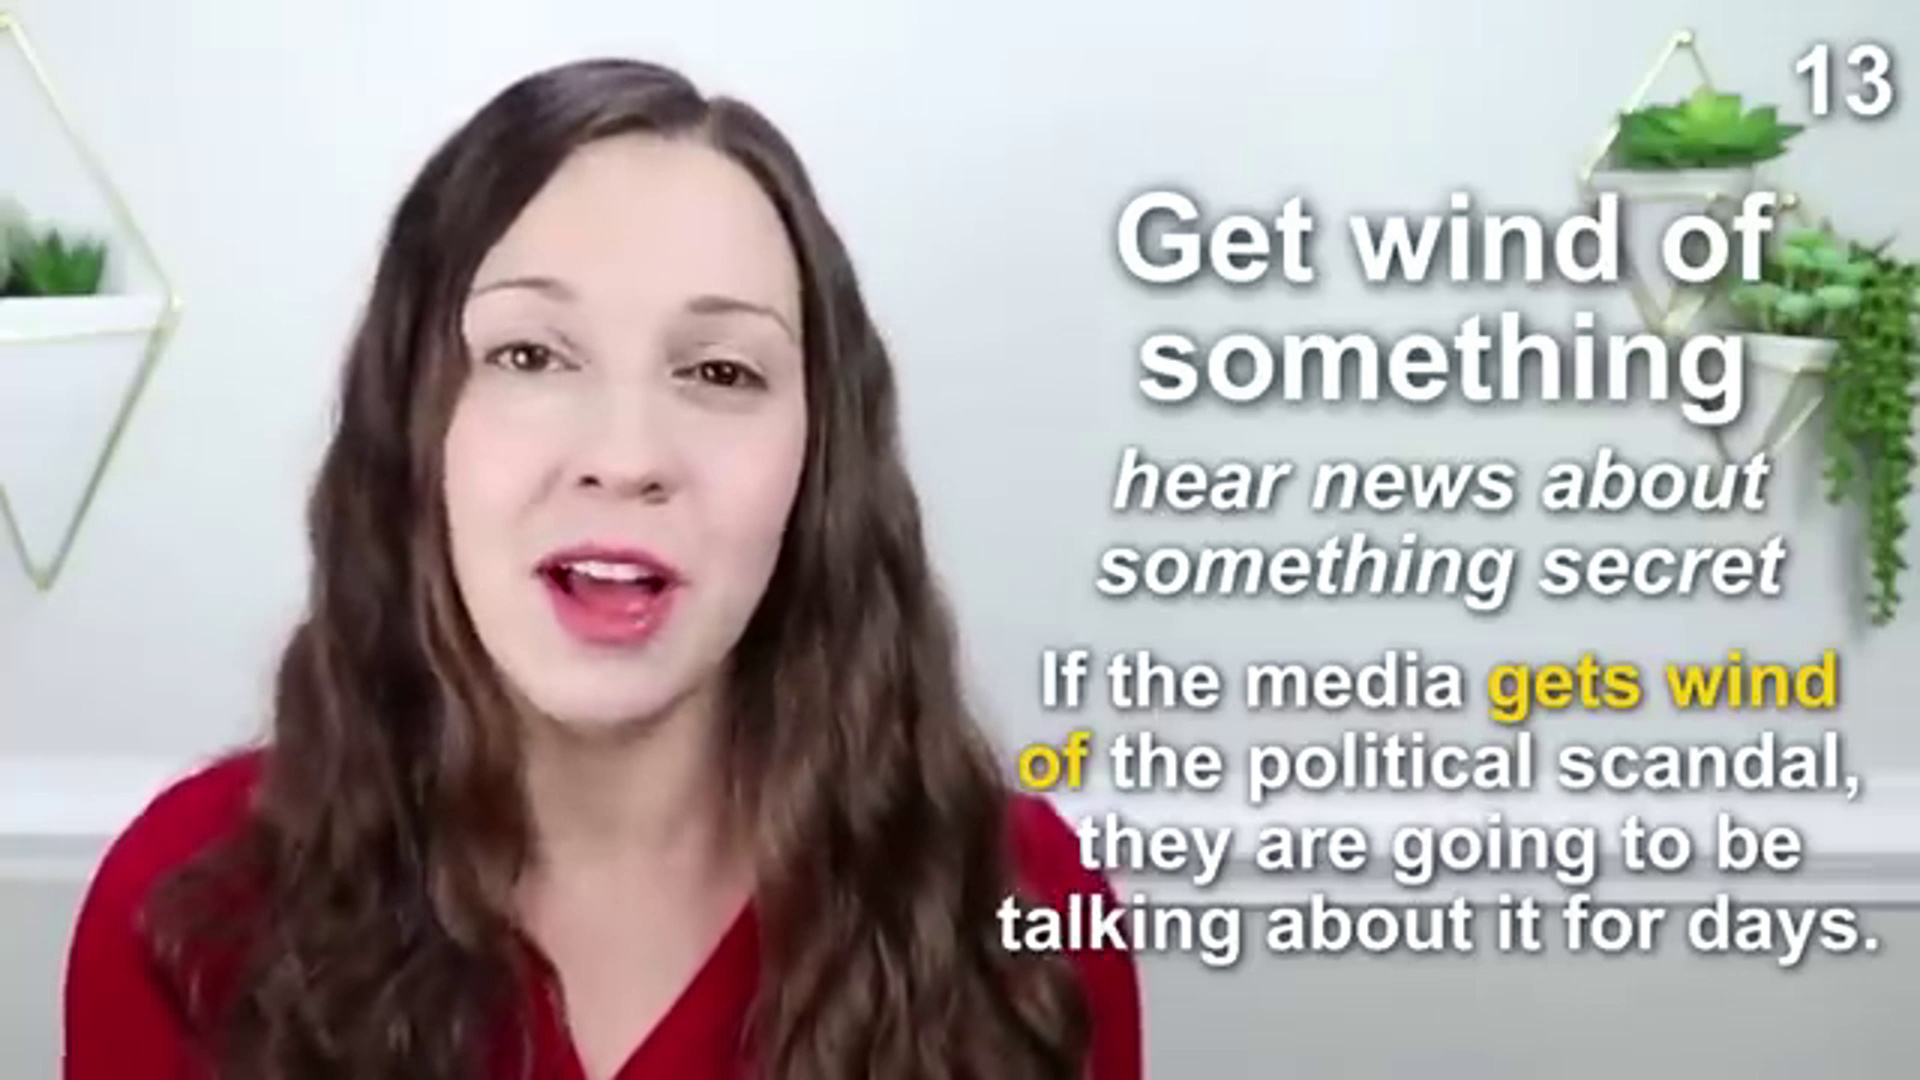 13
Get wind of
something
hear news about
something secret
If the media gets wind
of the political scandal,
they are going to be
talking about it for days.